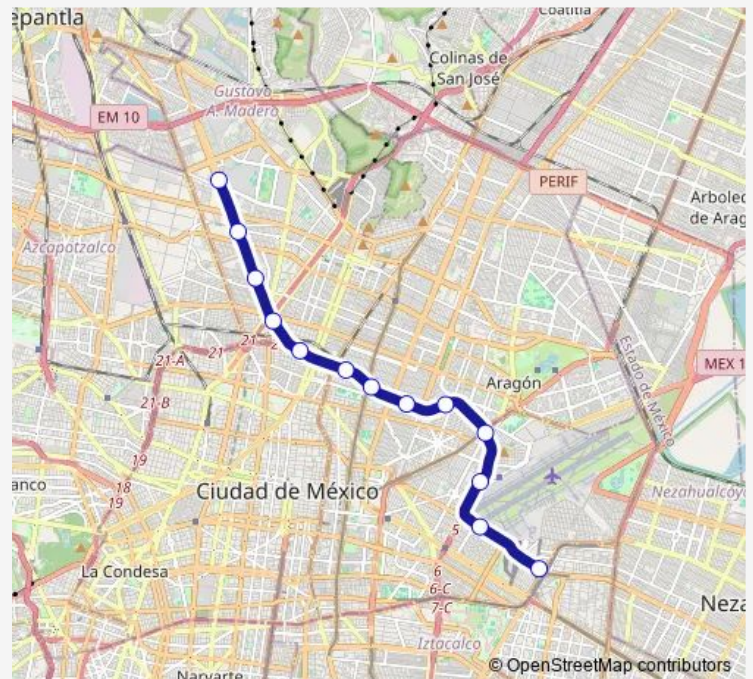 epantla
Coatitla
Colinas de
San José
Gustavo
A. Madero
EM 10
PERIF
Arboled
de Arag
Azcapotzalco
21
21-A
21
21-B
Estado de México
MEX 1
Aragón
19
18
19
anco
Ciudad de México
Nezahualcóy
5
La Condesa
6
6-C
7-C
Neza
Iztacalco
Narvarte
© OpenStreetMap contributors